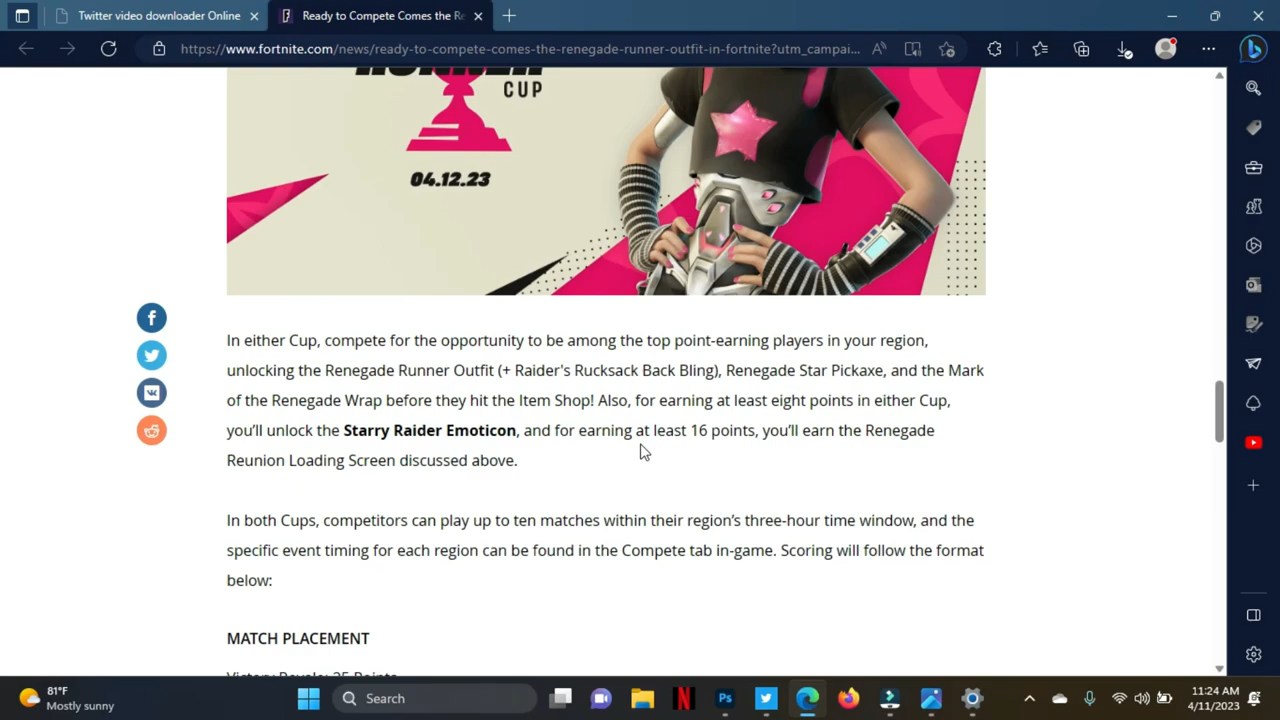 Twitter video downloader Online
Ready to Compete Comes the Re
https://www.fortnite.com/news/ready-to-compete-comes-the-renegade-runner-outfit-in-fortnite?utm_campai...
RUNNER
CUP
04.12.23
In either Cup, compete for the opportunity to be among the top point-earning players in your region,
unlocking the Renegade Runner Outfit (+ Raider's Rucksack Back Bling), Renegade Star Pickaxe, and the Mark
of the Renegade Wrap before they hit the Item Shop! Also, for earning at least eight points in either Cup,
you'll unlock the Starry Raider Emoticon, and for earning at least 16 points, you'll earn the Renegade
Reunion Loading Screen discussed above.
In both Cups, competitors can play up to ten matches within their region's three-hour time window, and the
specific event timing for each region can be found in the Compete tab in-game. Scoring will follow the format
below:
MATCH PLACEMENT
Victory Royale: 25 Points
81°F
Mostly sunny
Search
11:24 AM
4/11/2023